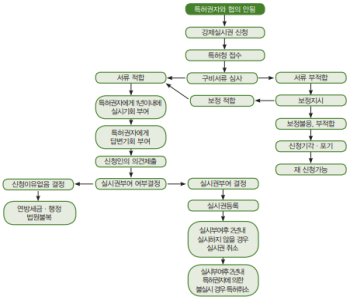 특허권자와 협의 안됨
강제실시권 신청
특허청 접수
서류 적합
구비서류 심사
서류 부적합
특허권자에게 1년이내에
실시기회 부여
보정 적합
보정지시
특허권자에게
답변기회 부여
보정불응, 부적합
신청인의 의견제출
신청기각 · 포기
재 신청가능
신청이유없음 결정
실시권부여 여부결정
실시권부여 결정
연방세금 · 행정
법원불복
실시권등록
실시부여후 2년내
실시하지 않을 경우
실시권 취소
실시부여후 2년내
특허권자에 의한
불실시 경우 특허취소